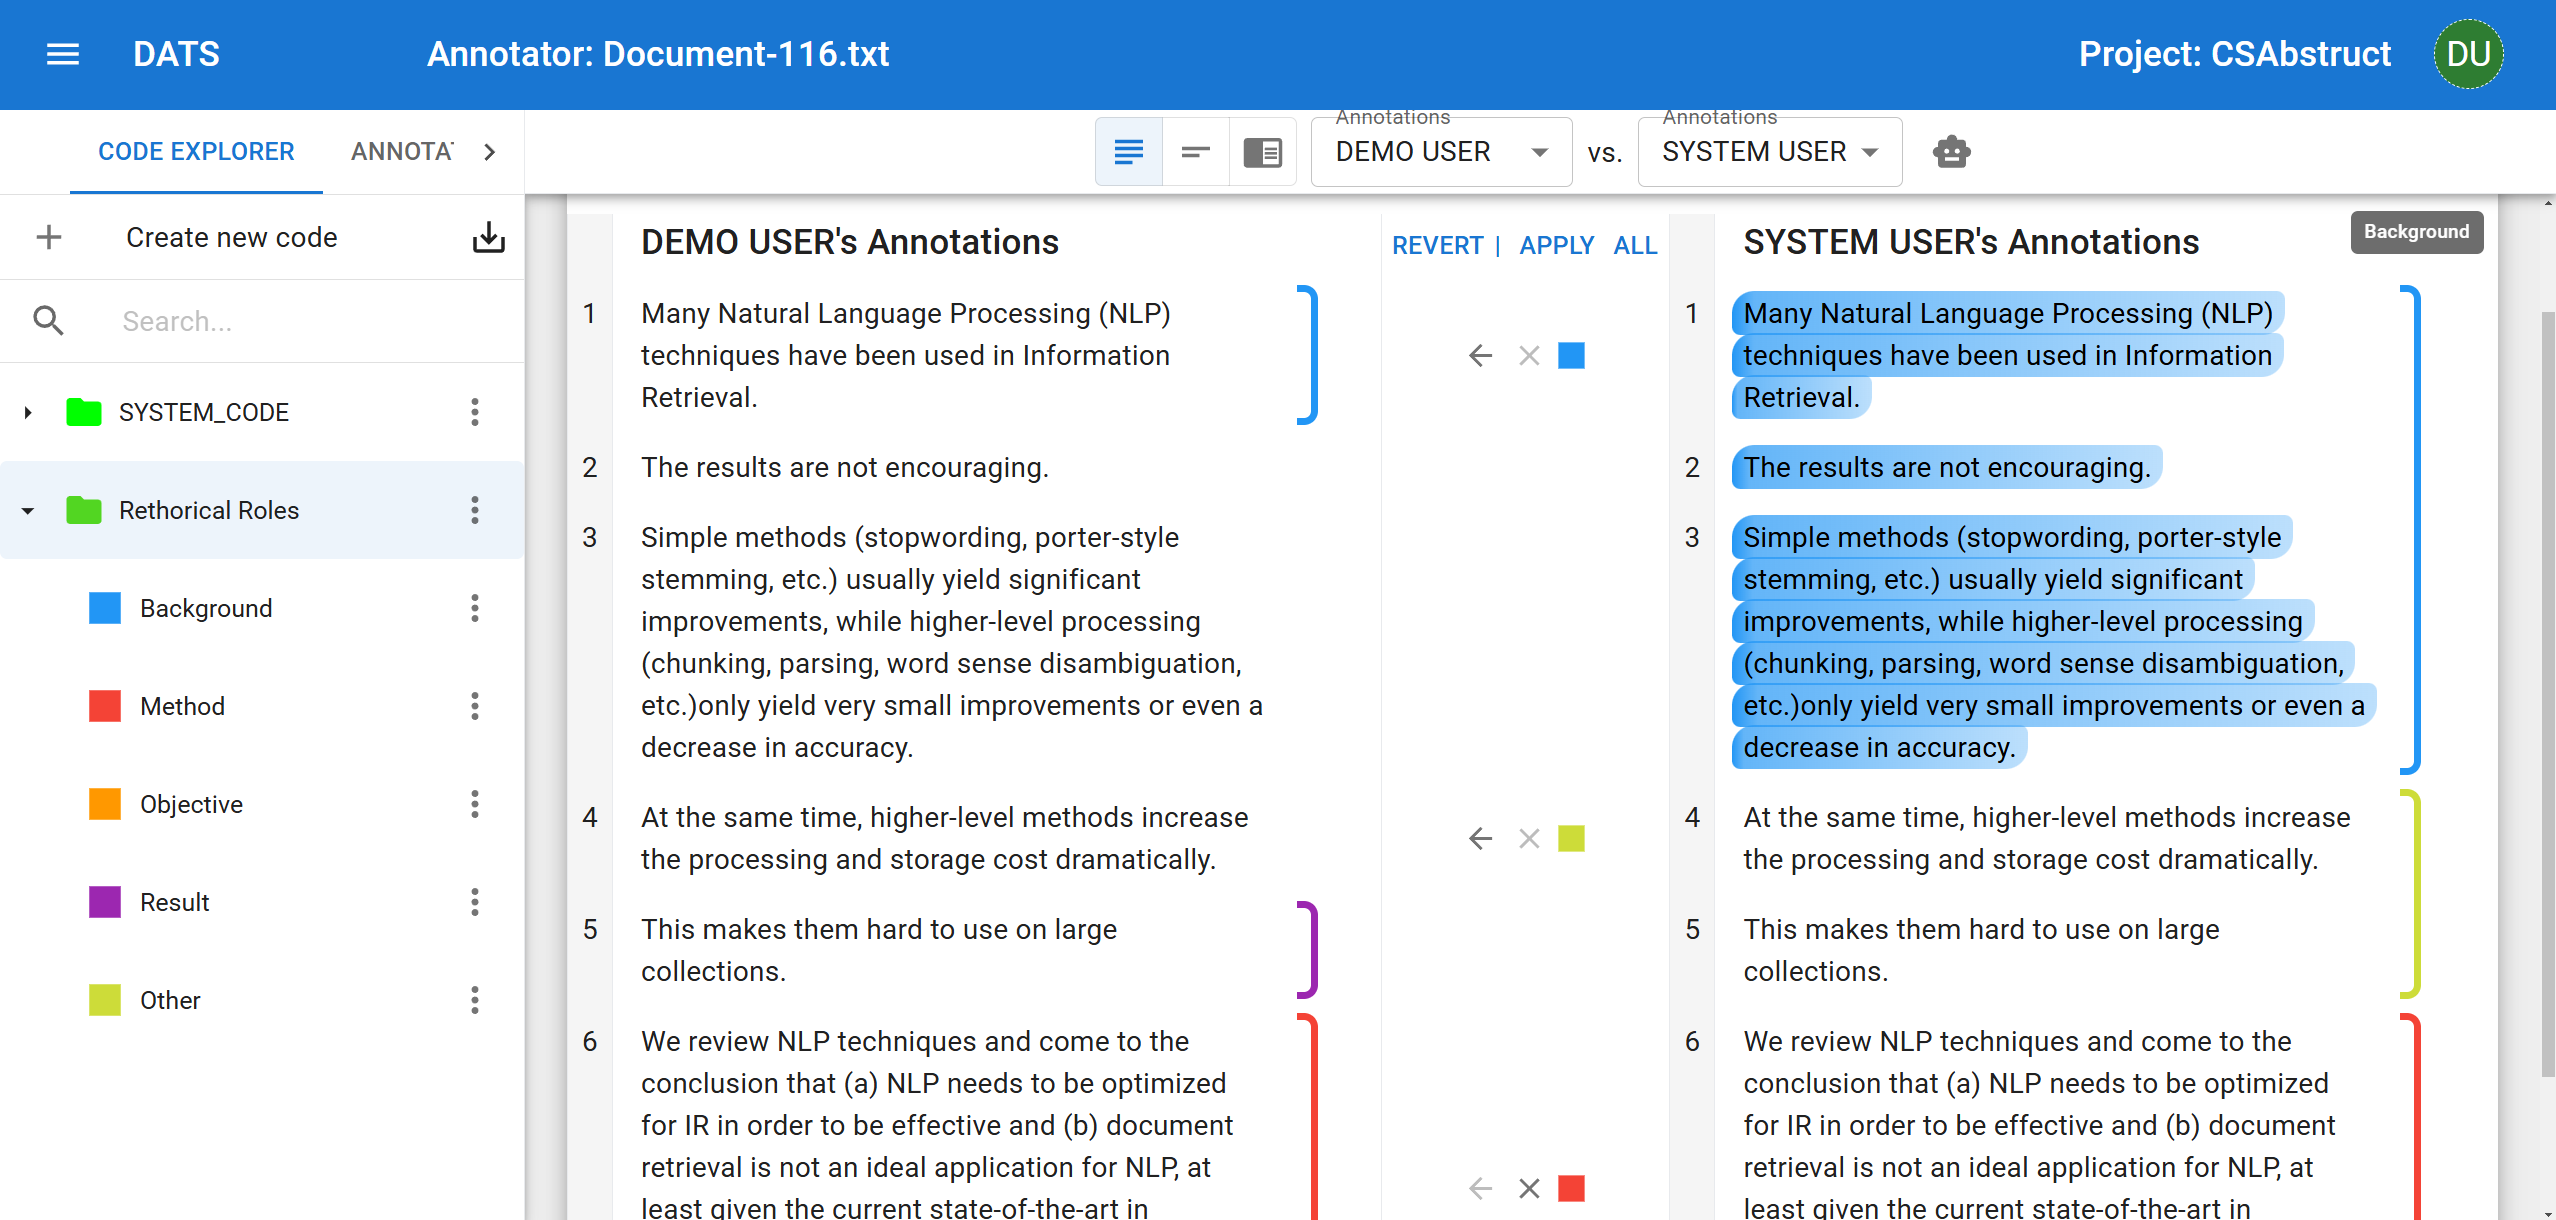 DATS
Annotator: Document-116.txt
Project: CSAbstruct
DU
CODE EXPLORER
ANNOTA
Annotations
DEMO USER
vs.
Annotations
SYSTEM USER
Create new code
Search...
SYSTEM_CODE
Rethorical Roles
Background
Method
Objective
Result
Other
DEMO USER's Annotations
1
Many Natural Language Processing (NLP)
techniques have been used in Information
Retrieval.
2
The results are not encouraging.
3
Simple methods (stopwording, porter-style
stemming, etc.) usually yield significant
improvements, while higher-level processing
(chunking, parsing, word sense disambiguation,
etc.)only yield very small improvements or even a
decrease in accuracy.
4
At the same time, higher-level methods increase
the processing and storage cost dramatically.
5
This makes them hard to use on large
collections.
6
We review NLP techniques and come to the
conclusion that (a) NLP needs to be optimized
for IR in order to be effective and (b) document
retrieval is not an ideal application for NLP, at
least given the current state-of-the-art in
REVERT | APPLY ALL
SYSTEM USER's Annotations
Background
1
Many Natural Language Processing (NLP)
techniques have been used in Information
Retrieval.
2
The results are not encouraging.
3
Simple methods (stopwording, porter-style
stemming, etc.) usually yield significant
improvements, while higher-level processing
(chunking, parsing, word sense disambiguation,
etc.)only yield very small improvements or even a
decrease in accuracy.
4
At the same time, higher-level methods increase
the processing and storage cost dramatically.
5
This makes them hard to use on large
collections.
6
We review NLP techniques and come to the
conclusion that (a) NLP needs to be optimized
for IR in order to be effective and (b) document
retrieval is not an ideal application for NLP, at
least given the current state-of-the-art in